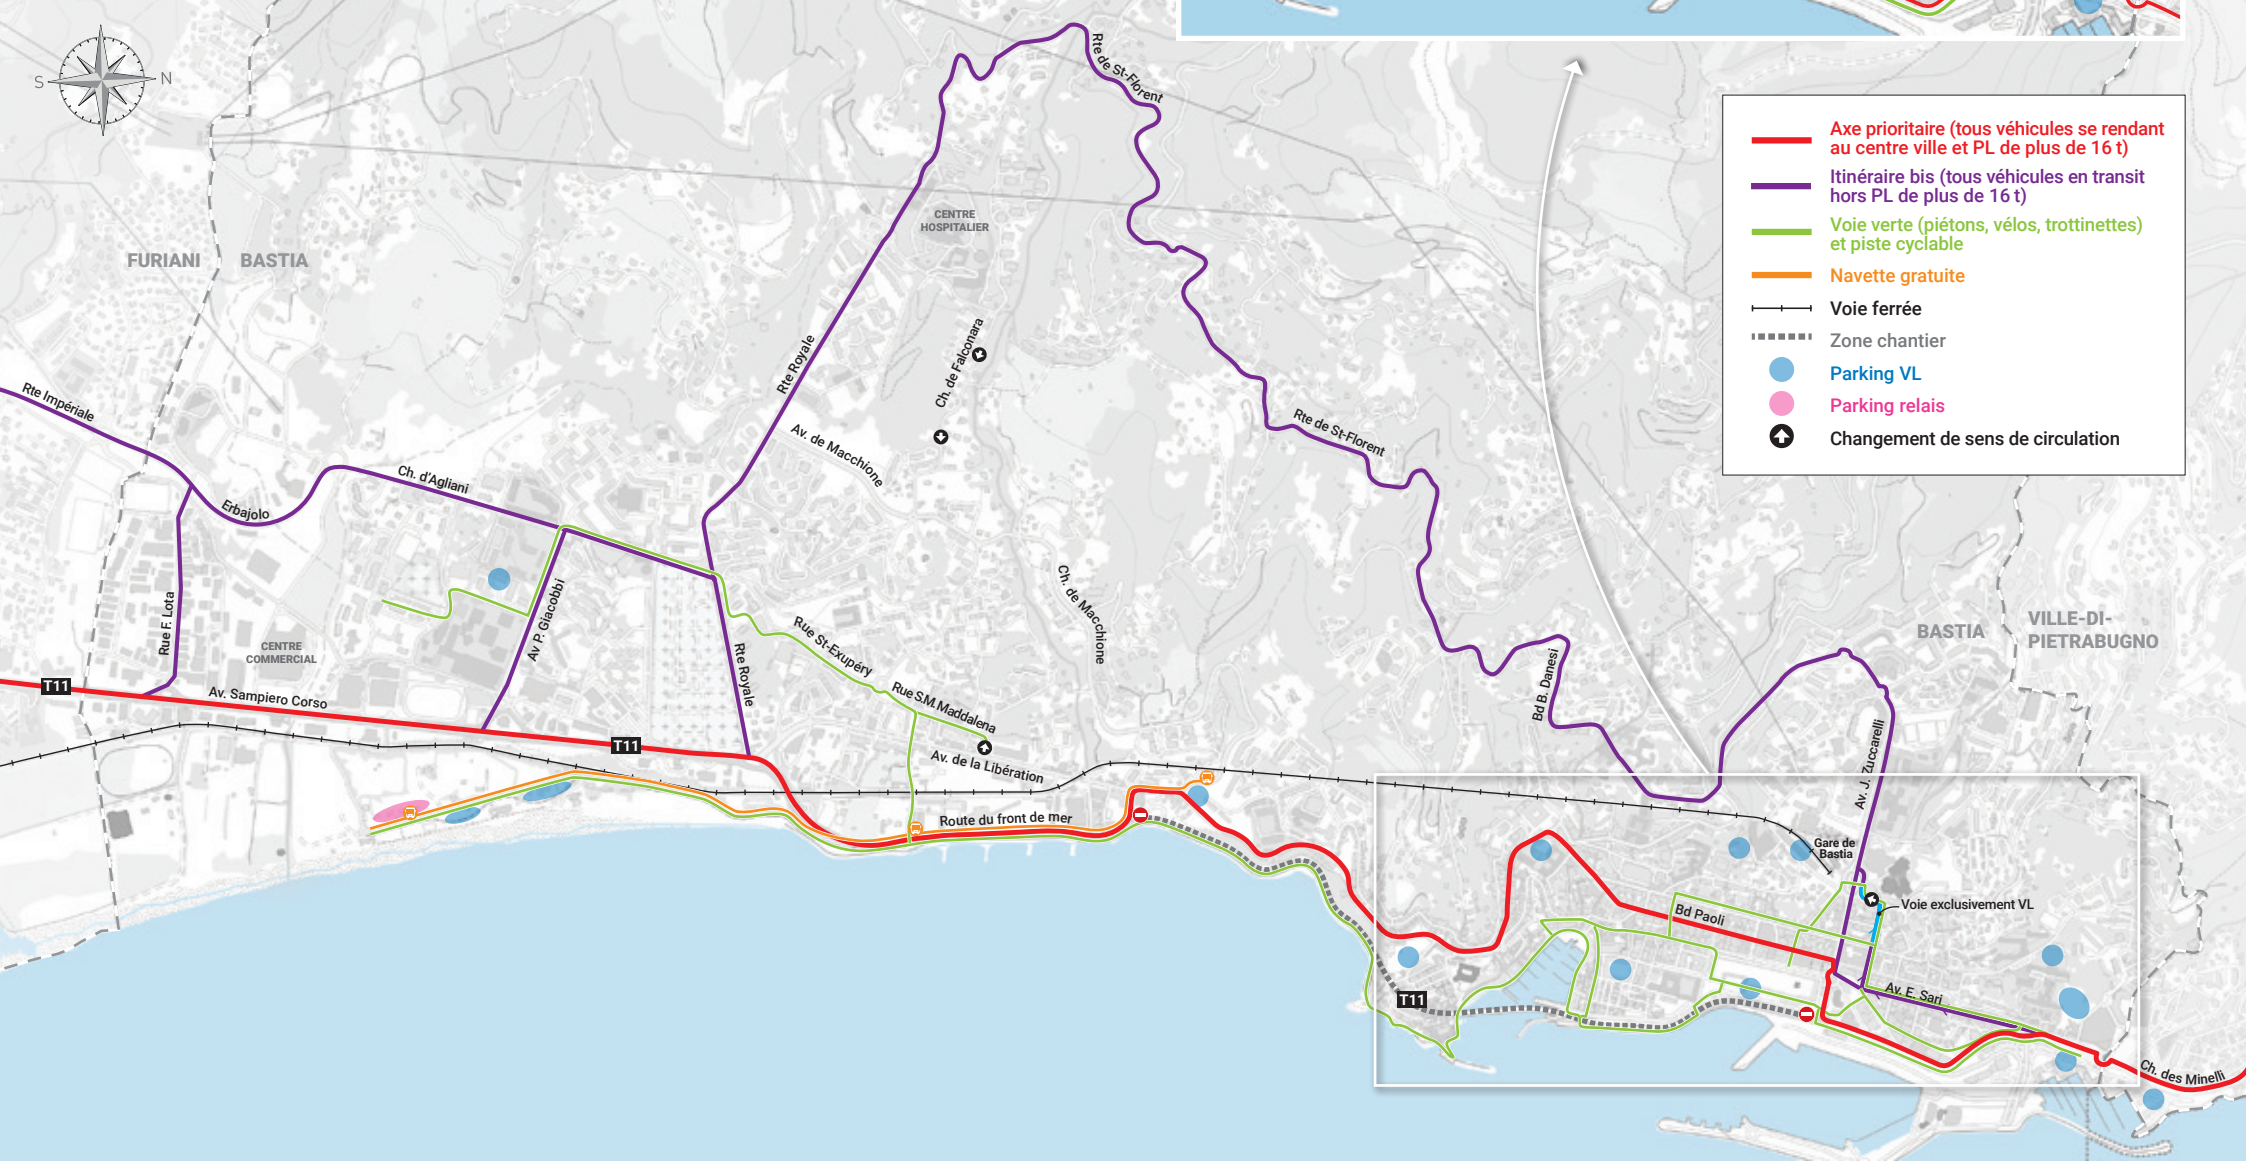 S
N
FURIANI
BASTIA
Rte Impériale
Erbajolo
Ch. d'Agliani
Rue F. Lota
CENTRE
COMMERCIAL
Av P. Giacobbi
T11
Av. Sampiero Corso
T11
Rte Royale
Rte Royale
CENTRE
HOSPITALIER
Rte de St-Florent
Ch. de Falconara
Av. de Macchione
Ch. de Macchione
Rue St-Exupéry
Rue S.M. Maddalena
Av. de la Libération
Route du front de mer
Rte de St-Florent
Bd B. Danesi
Axe prioritaire (tous véhicules se rendant
au centre ville et PL de plus de 16 t)
Itinéraire bis (tous véhicules en transit
hors PL de plus de 16 t)
Voie verte (piétons, vélos, trottinettes)
et piste cyclable
Navette gratuite
Voie ferrée
Zone chantier
Parking VL
Parking relais
Changement de sens de circulation
BASTIA
VILLE-DI-
PIETRABUGNO
Av. J. Zuccarelli
Gare de
Bastia
Voie exclusivement VL
Bd Paoli
T11
Av. E. Sari
Ch. des Minelli